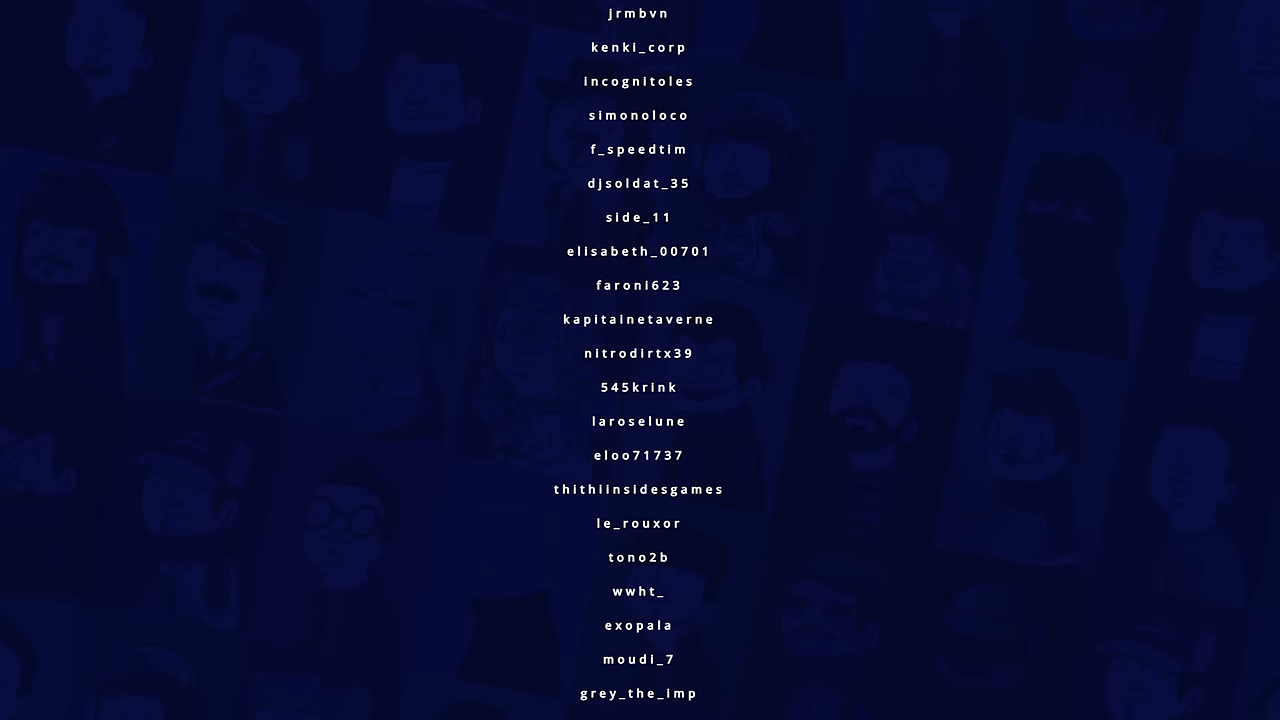 jrmbvn
kenki_corp
incognitoles
simonoloco
f_speedtim
djsoldat_35
side_11
elisabeth_00701
faroni623
kapitainetaverne
nitrodirtx39
545krink
laroselune
eloo71737
thithiinsidesgames
le_rouxor
tono2b
wwht_
exopala
moudi_7
grey_the_imp